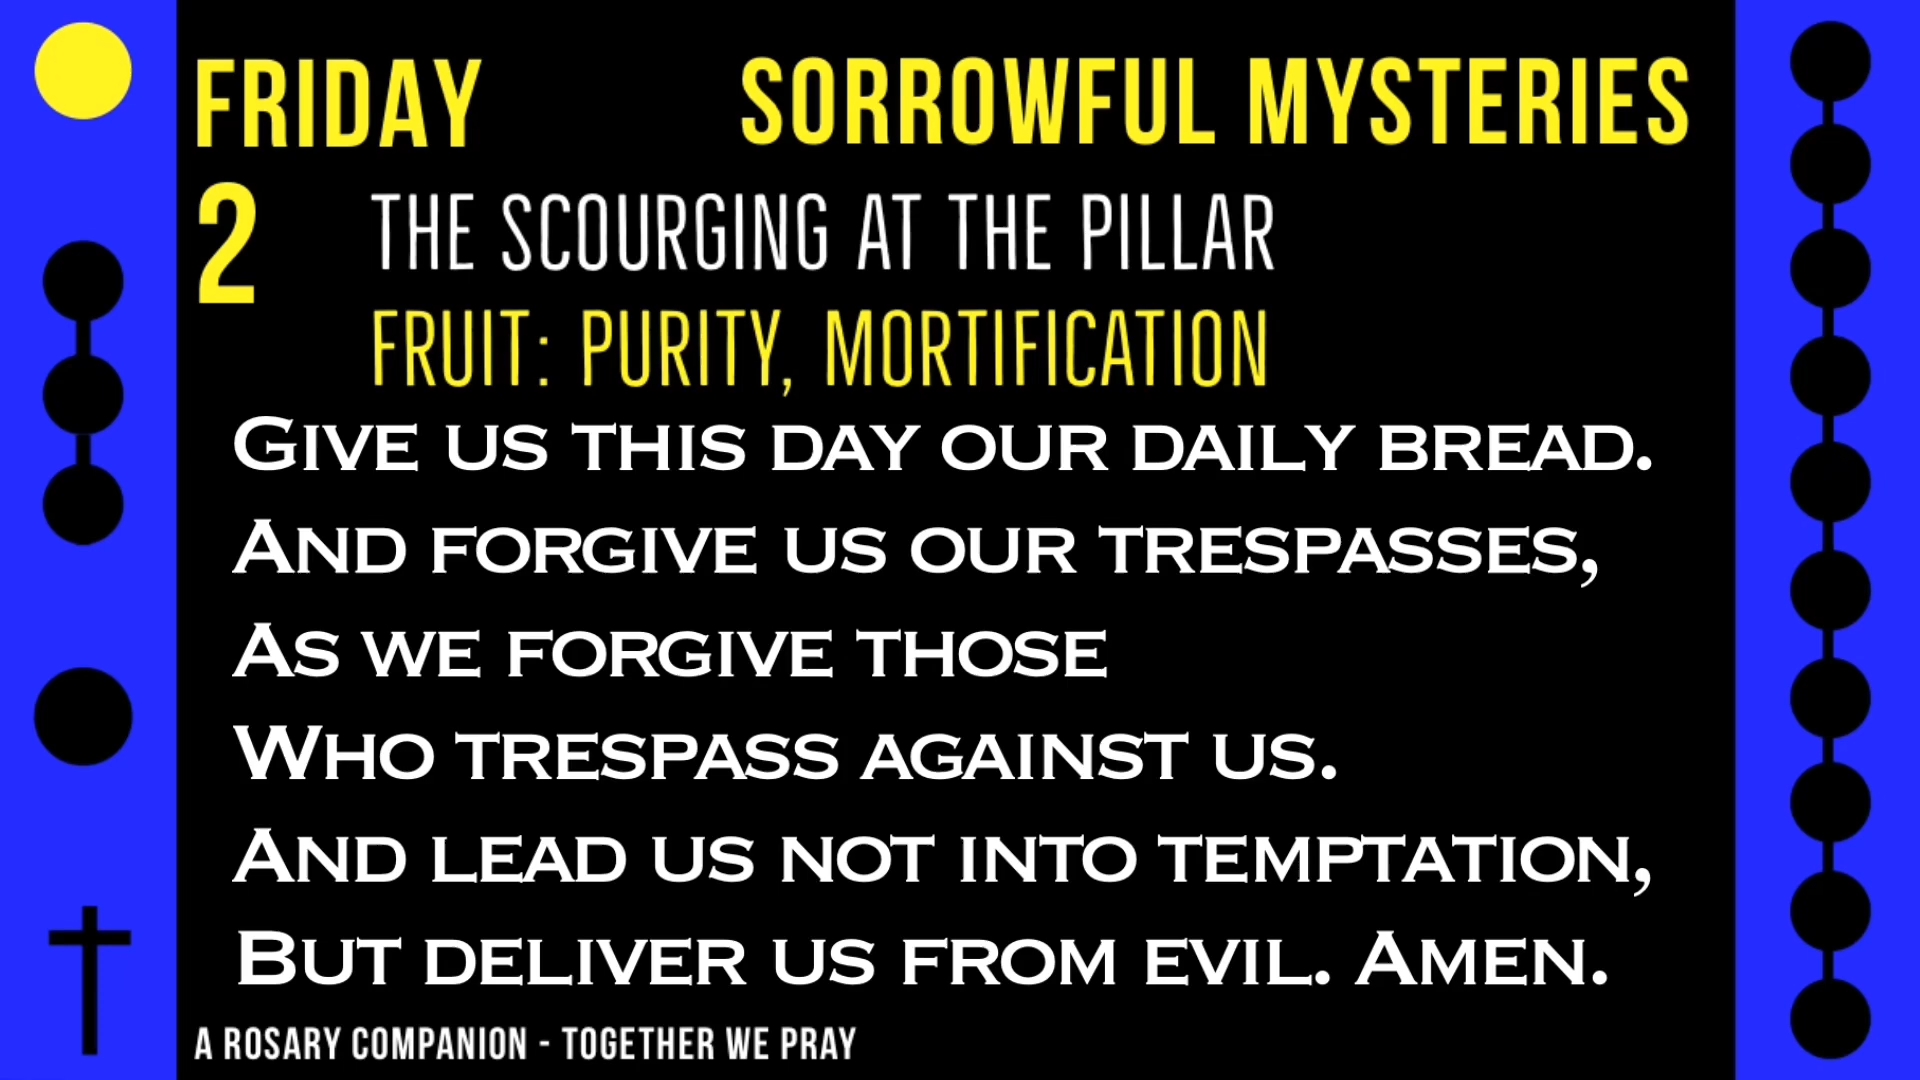 FRIDAY SORROWFUL MYSTERIES
2 THE SCOURGING AT THE PILLAR
FRUIT: PURITY, MORTIFICATION
GIVE US THIS DAY OUR DAILY BREAD.
AND FORGIVE US OUR TRESPASSES,
AS WE FORGIVE THOSE
WHO TRESPASS AGAINST US.
AND LEAD US NOT INTO TEMPTATION,
BUT DELIVER US FROM EVIL. AMEN.
A ROSARY COMPANION - TOGETHER WE PRAY